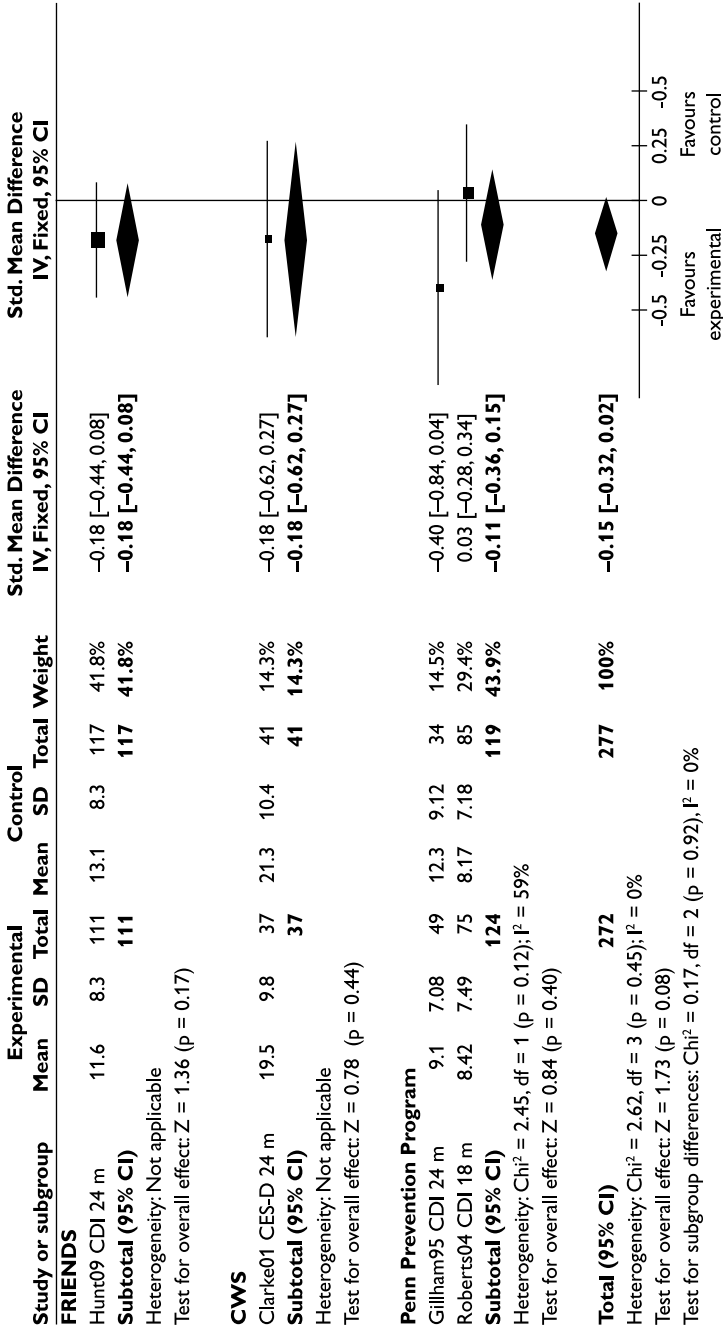 Experimental Control Std. Mean Difference Std. Mean Difference
Study or subgroup Mean SD Total Mean SD Total Weight IV, Fixed, 95% CI IV, Fixed, 95% CI
FRIENDS
Hunt09 CDI 24 m 11.6 8.3 111 13.1 8.3 117 41.8% –0.18 [–0.44, 0.08]
Subtotal (95% CI) 111 117 41.8% –0.18 [–0.44, 0.08]
Heterogeneity: Not applicable
Test for overall effect: Z = 1.36 (p = 0.17)
CWS
Clarke01 CES-D 24 m 19.5 9.8 37 21.3 10.4 41 14.3% –0.18 [–0.62, 0.27]
Subtotal (95% CI) 37 41 14.3% –0.18 [–0.62, 0.27]
Heterogeneity: Not applicable
Test for overall effect: Z = 0.78 (p = 0.44)
Penn Prevention Program
Gillham95 CDI 24 m 9.1 7.08 49 12.3 9.12 34 14.5% –0.40 [–0.84, 0.04]
Roberts04 CDI 18 m 8.42 7.49 75 8.17 7.18 85 29.4% 0.03 [–0.28, 0.34]
Subtotal (95% CI) 124 119 43.9% –0.11 [–0.36, 0.15]
Heterogeneity: Chi² = 2.45, df = 1 (p = 0.12); I² = 59%
Test for overall effect: Z = 0.84 (p = 0.40)
Total (95% CI) 272 277 100% –0.15 [–0.32, 0.02]
Heterogeneity: Chi² = 2.62, df = 3 (p = 0.45); I² = 0%
Test for overall effect: Z = 1.73 (p = 0.08)
Test for subgroup differences: Chi² = 0.17, df = 2 (p = 0.92), I² = 0%
-0.5 -0.25 0 0.25 -0.5
Favours Favours
experimental control